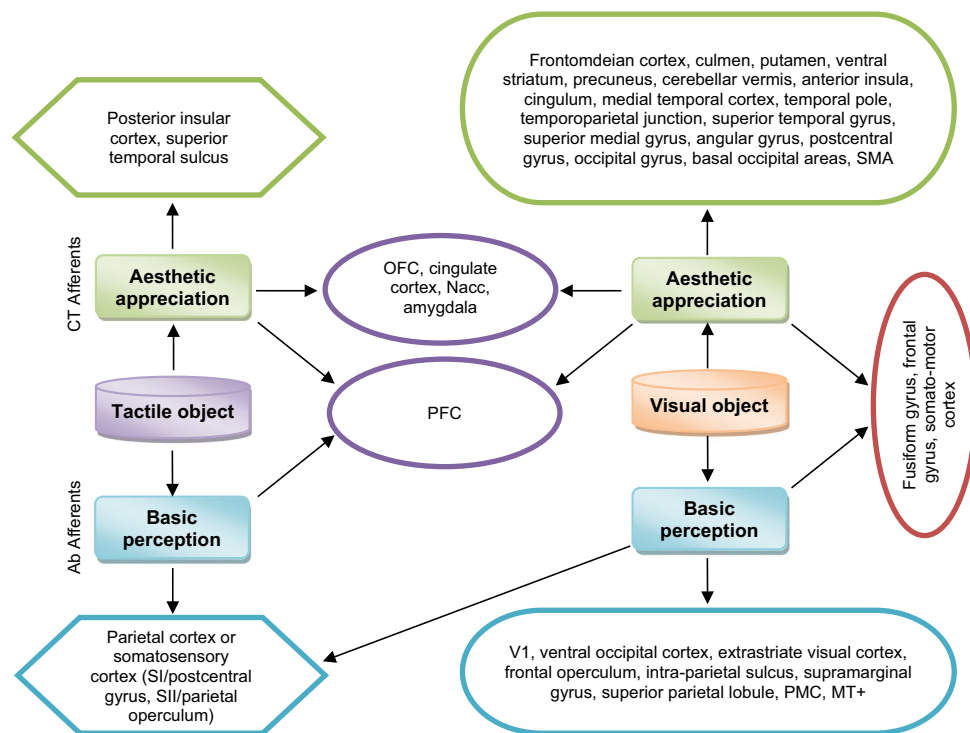 Frontomdeian cortex, culmen, putamen, ventral
striatum, precuneus, cerebellar vermis, anterior insula,
cingulum, medial temporal cortex, temporal pole,
temporoparietal junction, superior temporal gyrus,
superior medial gyrus, angular gyrus, postcentral
gyrus, occipital gyrus, basal occipital areas, SMA
Posterior insular
cortex, superior
temporal sulcus
CT Afferents
Aesthetic
appreciation
OFC, cingulate
cortex, Nacc,
amygdala
Aesthetic
appreciation
Tactile object
PFC
Visual object
Fusiform gyrus, frontal
gyrus, somato-motor
cortex
Ab Afferents
Basic
perception
Basic
perception
Parietal cortex or
somatosensory
cortex (SI/postcentral
gyrus, SII/parietal
operculum)
V1, ventral occipital cortex, extrastriate visual cortex,
frontal operculum, intra-parietal sulcus, supramarginal
gyrus, superior parietal lobule, PMC, MT+